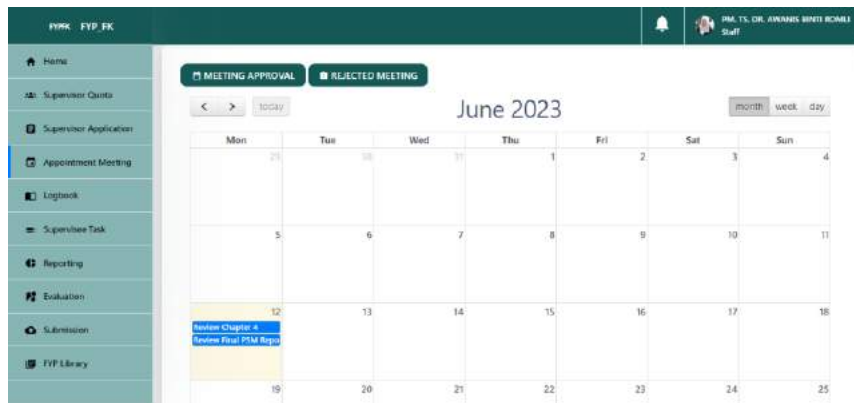 FYPFK FYP_FK
PM. TS. DR. AWANIS BINTI ROMLI
Staff
Home
Supervisor Quota
Supervisor Application
Appointment Meeting
Logbook
Supervisee Task
Reporting
Evaluation
Submission
FYP Library
MEETING APPROVAL
REJECTED MEETING
today
June 2023
month week day
Mon Tue Wed Thu Fri Sat Sun
29 30 31 1 2 3 4
5 6 7 8 9 10 11
12 13 14 15 16 17 18
Review Chapter 4
Review Final PSM Repo
19 20 21 22 23 24 25